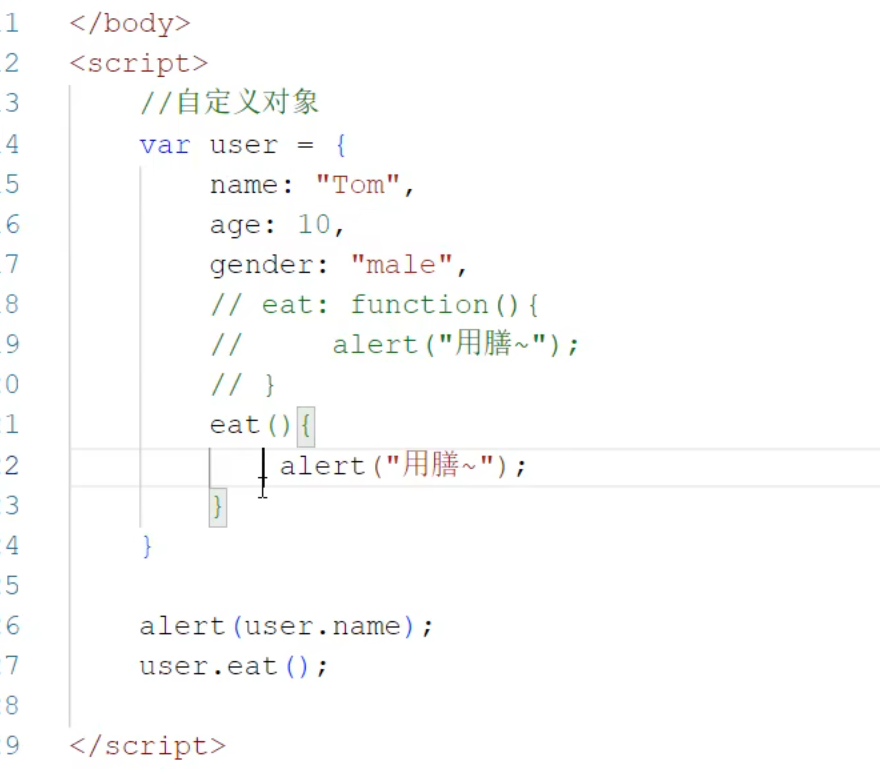 1 </body>
2 <script>
3 //自定义对象
4 var user = {
5 name: "Tom",
6 age: 10,
7 gender: "male",
8 // eat: function(){
9 //     alert("用膳~");
0 // }
1 eat(){
2 alert("用膳~");
3 }
4 }
5
6 alert(user.name);
7 user.eat();
8
9 </script>